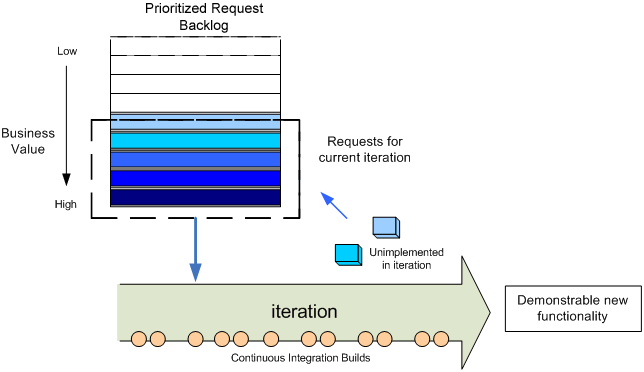 Prioritized Request
Backlog
Low
Business
Value
High
Requests for
current iteration
Unimplemented
in iteration
iteration
Demonstrable new
functionality
Continuous Integration Builds